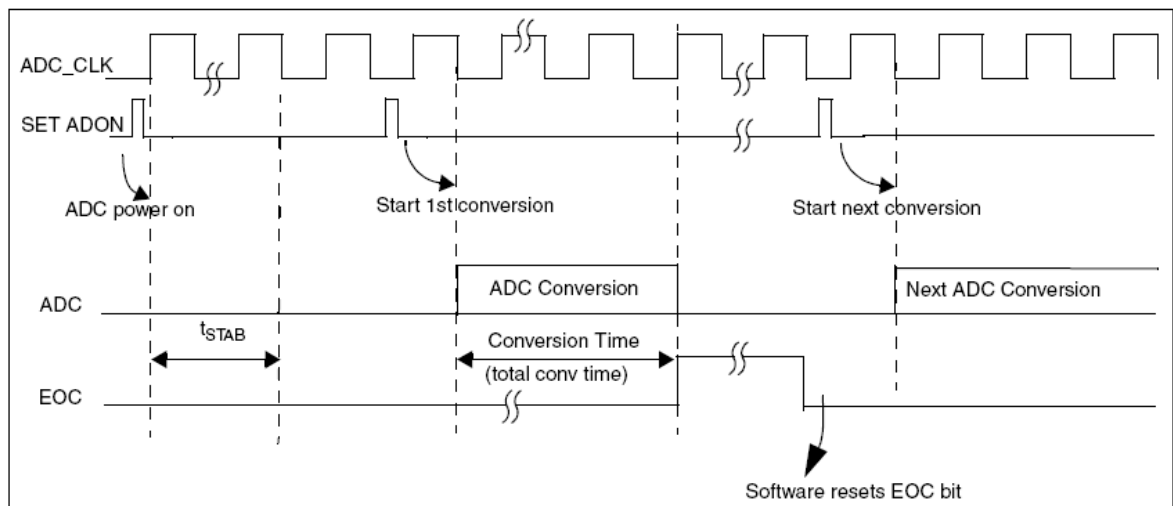 ADC_CLK
SET ADON
ADC power on
Start 1st conversion
Start next conversion
ADC
ADC Conversion
Next ADC Conversion
tSTAB
Conversion Time
(total conv time)
EOC
Software resets EOC bit